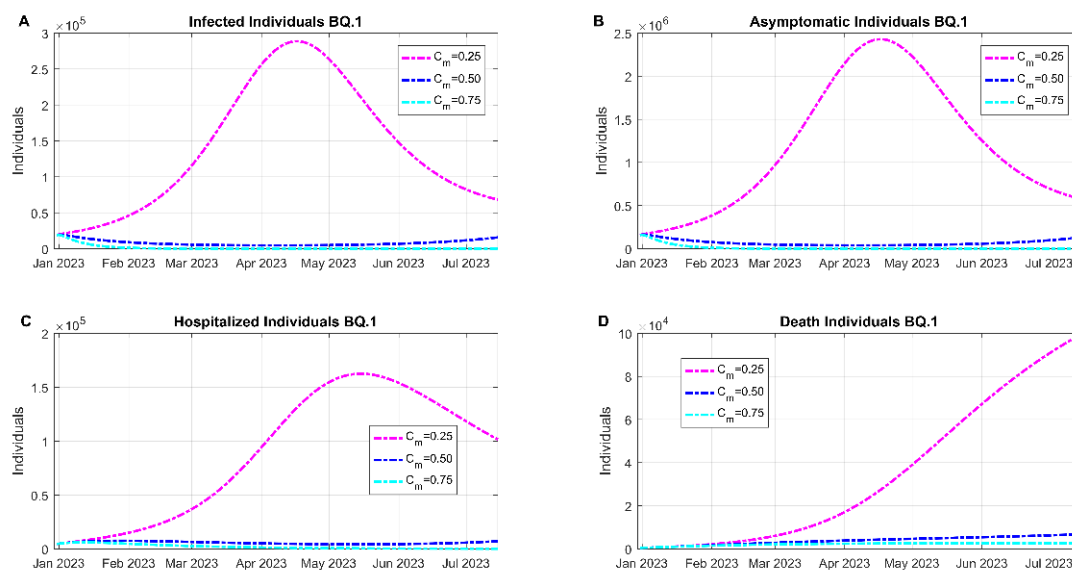 A Infected Individuals BQ.1
×10^5
3
2.5
2
1.5
1
0.5
0
Individuals
C_m=0.25
C_m=0.50
C_m=0.75
Jan 2023 Feb 2023 Mar 2023 Apr 2023 May 2023 Jun 2023 Jul 2023
B Asymptomatic Individuals BQ.1
×10^6
2.5
2
1.5
1
0.5
0
Individuals
C_m=0.25
C_m=0.50
C_m=0.75
Jan 2023 Feb 2023 Mar 2023 Apr 2023 May 2023 Jun 2023 Jul 2023
C Hospitalized Individuals BQ.1
×10^5
2
1.5
1
0.5
0
Individuals
C_m=0.25
C_m=0.50
C_m=0.75
Jan 2023 Feb 2023 Mar 2023 Apr 2023 May 2023 Jun 2023 Jul 2023
D Death Individuals BQ.1
×10^4
10
8
6
4
2
0
Individuals
C_m=0.25
C_m=0.50
C_m=0.75
Jan 2023 Feb 2023 Mar 2023 Apr 2023 May 2023 Jun 2023 Jul 2023